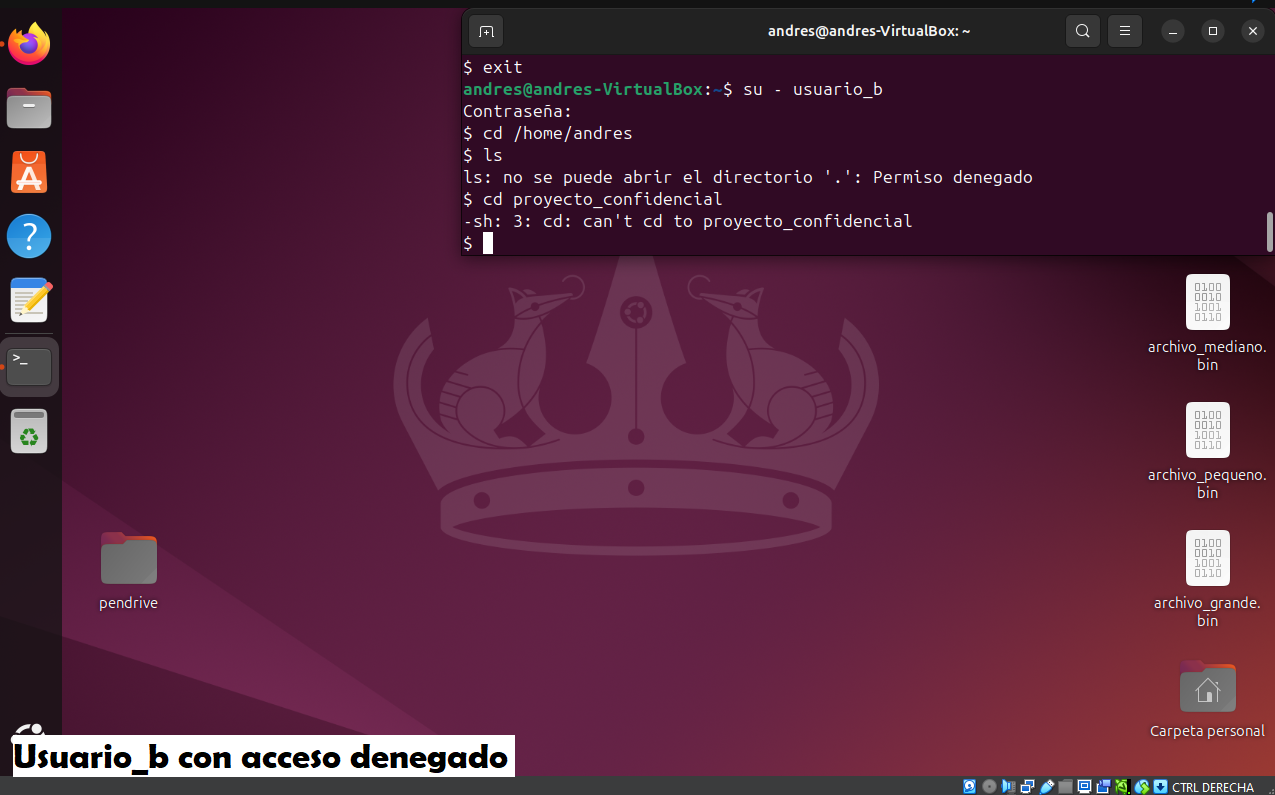 andres@andres-VirtualBox: ~
$ exit
andres@andres-VirtualBox:~$ su - usuario_b
Contraseña:
$ cd /home/andres
$ ls
ls: no se puede abrir el directorio '.': Permiso denegado
$ cd proyecto_confidencial
-sh: 3: cd: can't cd to proyecto_confidencial
$
archivo_mediano.
bin
archivo_pequeno.
bin
archivo_grande.
bin
pendrive
Carpeta personal
Usuario_b con acceso denegado
CTRL DERECHA